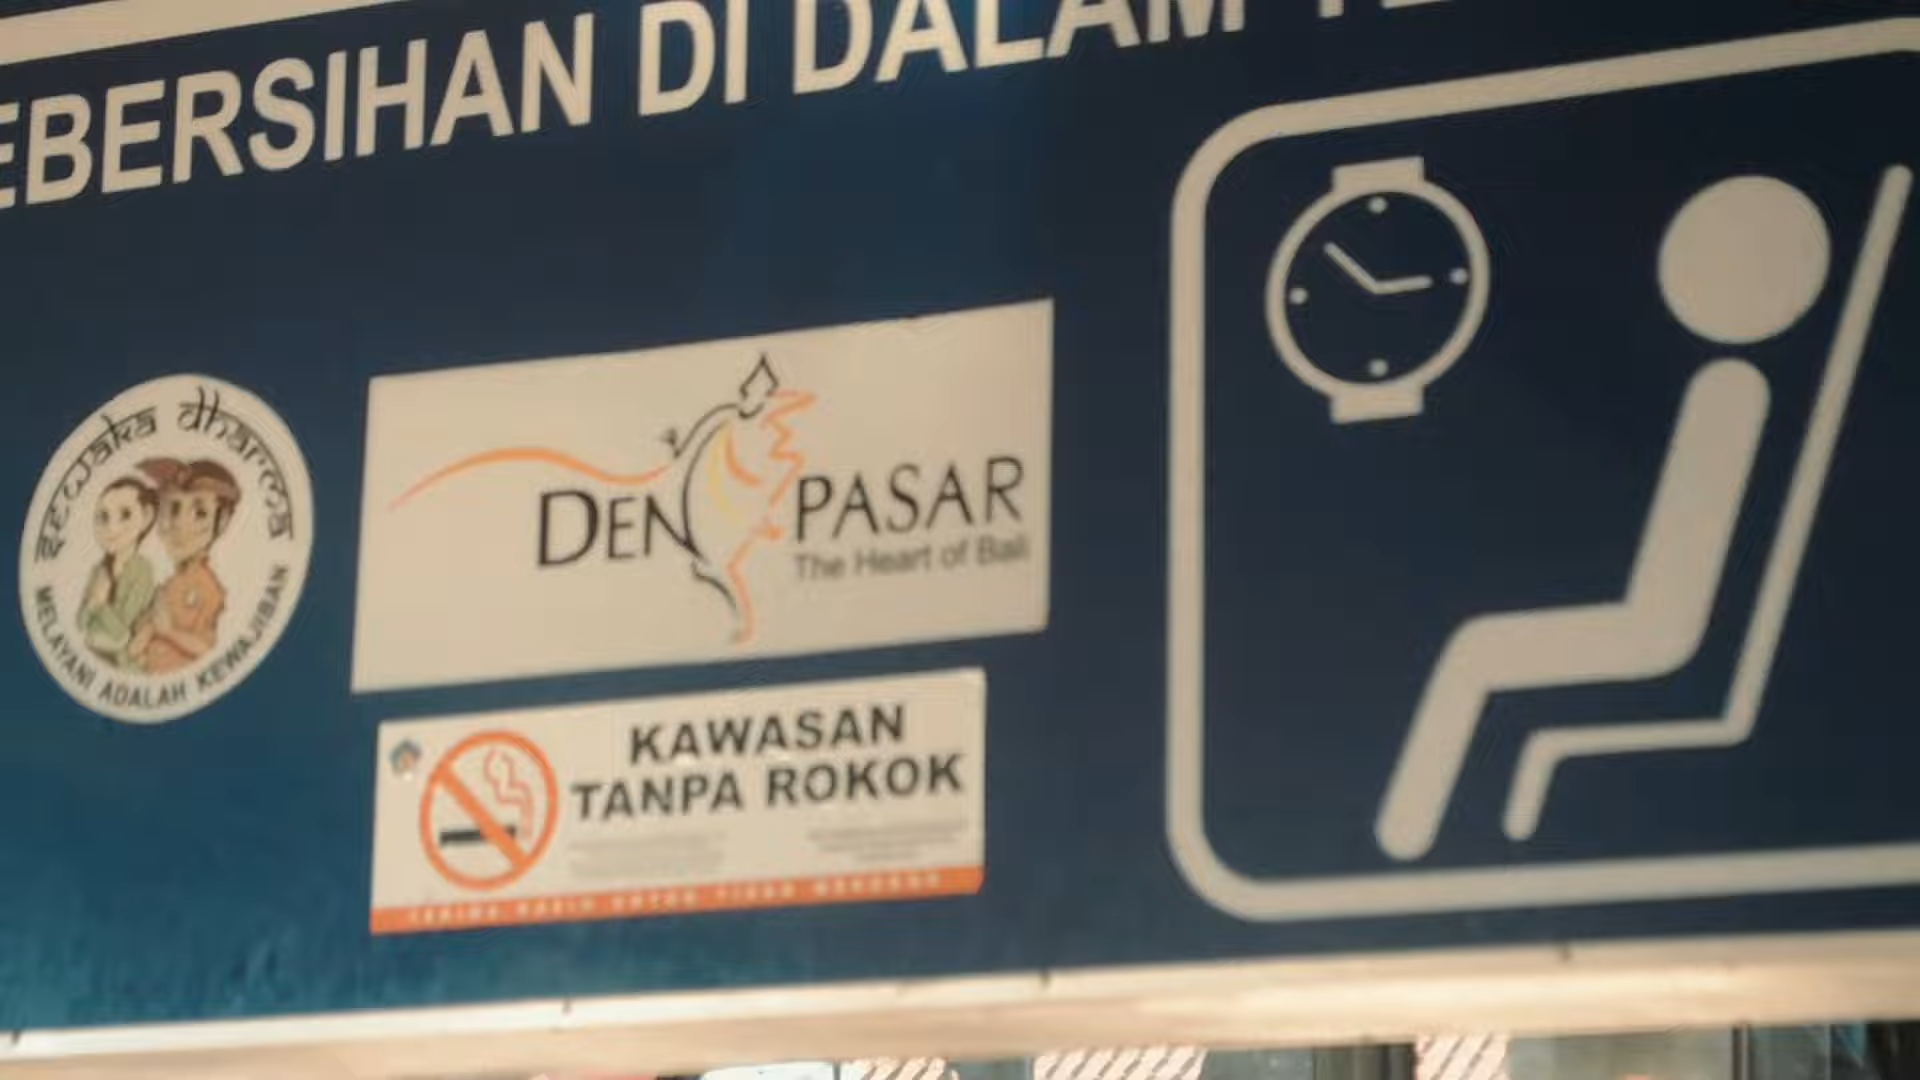 EBERSIHAN DI DALAM
sewaka dharma
MELAYANI ADALAH KEWAJIBAN
DENPASAR
The Heart of Bali
KAWASAN
TANPA ROKOK